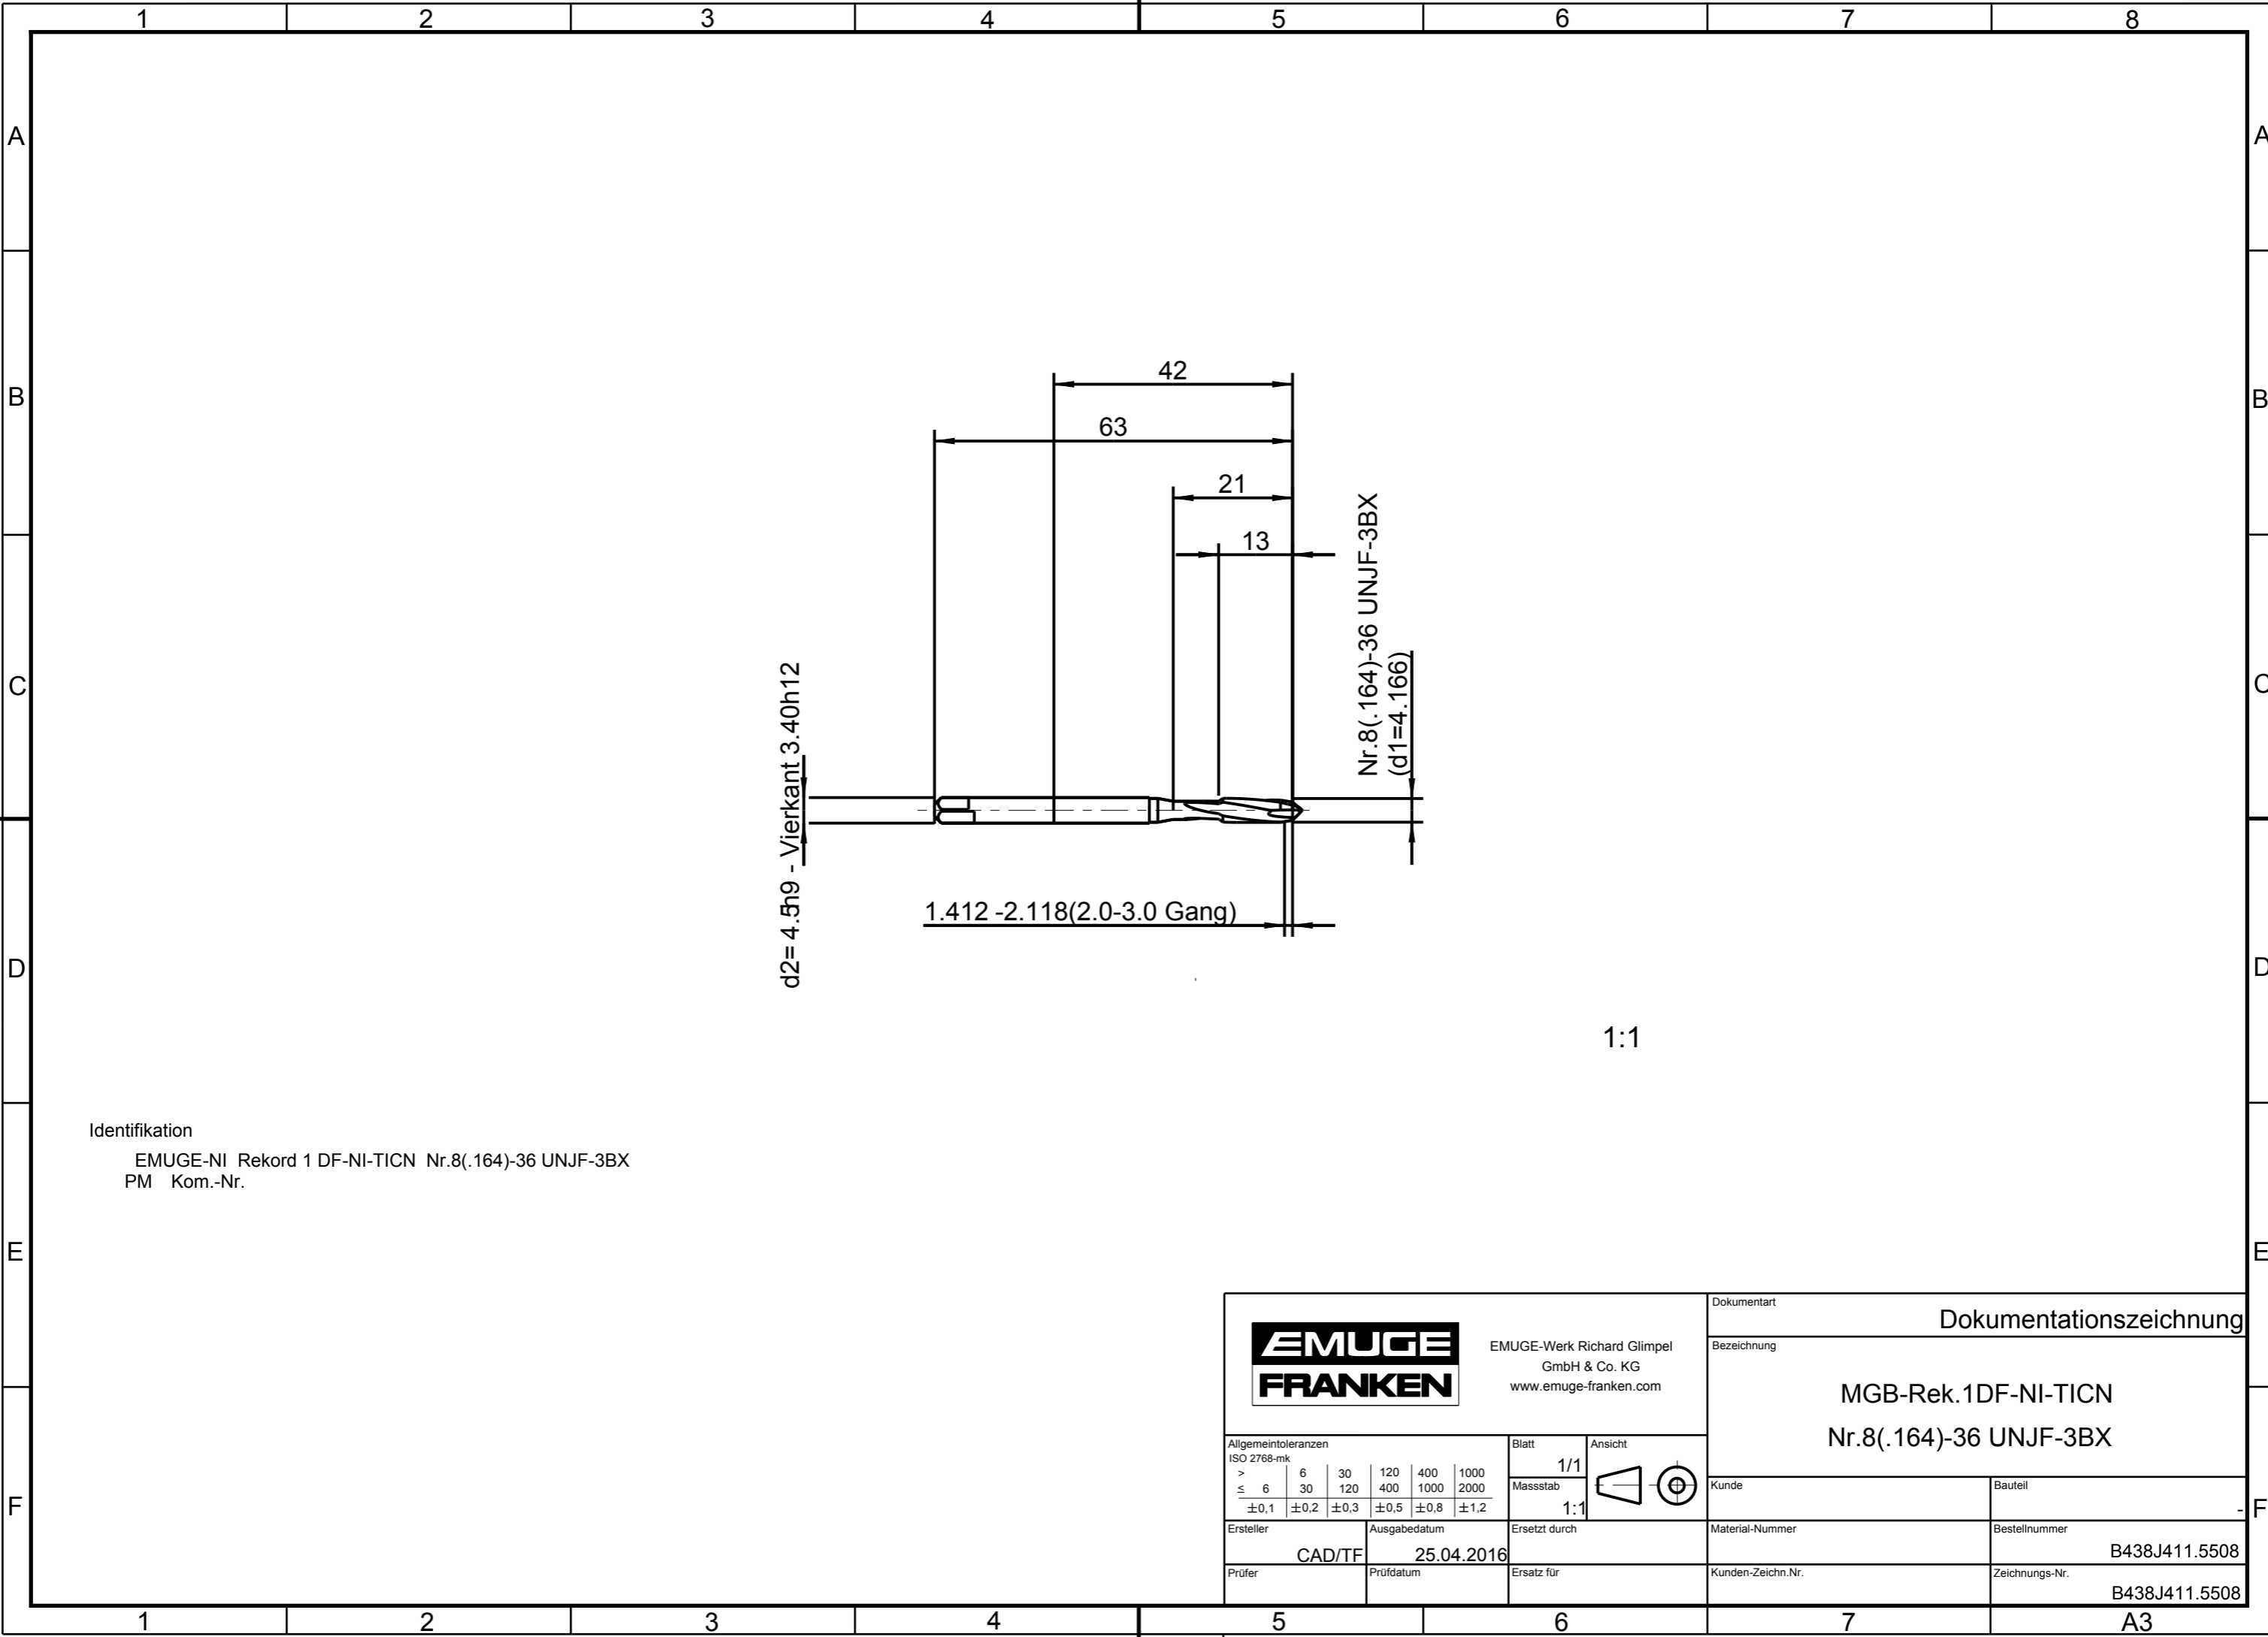 1 2 3 4 5 6 7 8
A A
B B
C C
D D
E E
F F
42
63
21
13
Nr.8(.164)-36 UNJF-3BX
(d1=4.166)
d2= 4.5h9 - Vierkant 3.40h12
1.412 -2.118(2.0-3.0 Gang)
1:1
Identifikation
EMUGE-NI Rekord 1 DF-NI-TICN Nr.8(.164)-36 UNJF-3BX
PM Kom.-Nr.
EMUGE
FRANKEN
EMUGE-Werk Richard Glimpel
GmbH & Co. KG
www.emuge-franken.com
Dokumentart
Dokumentationszeichnung
Bezeichnung
MGB-Rek.1DF-NI-TICN
Nr.8(.164)-36 UNJF-3BX
Allgemeintoleranzen
ISO 2768-mk
> 6 30 120 400 1000
≤ 6 30 120 400 1000 2000
±0,1 ±0,2 ±0,3 ±0,5 ±0,8 ±1,2
Blatt
1/1
Ansicht
Massstab
1:1
Kunde
Bauteil
-
Ersteller
CAD/TF
Ausgabedatum
25.04.2016
Ersetzt durch
Material-Nummer
Bestellnummer
B438J411.5508
Prüfer
Prüfdatum
Ersatz für
Kunden-Zeichn.Nr.
Zeichnungs-Nr.
B438J411.5508
1 2 3 4 5 6 7 A3